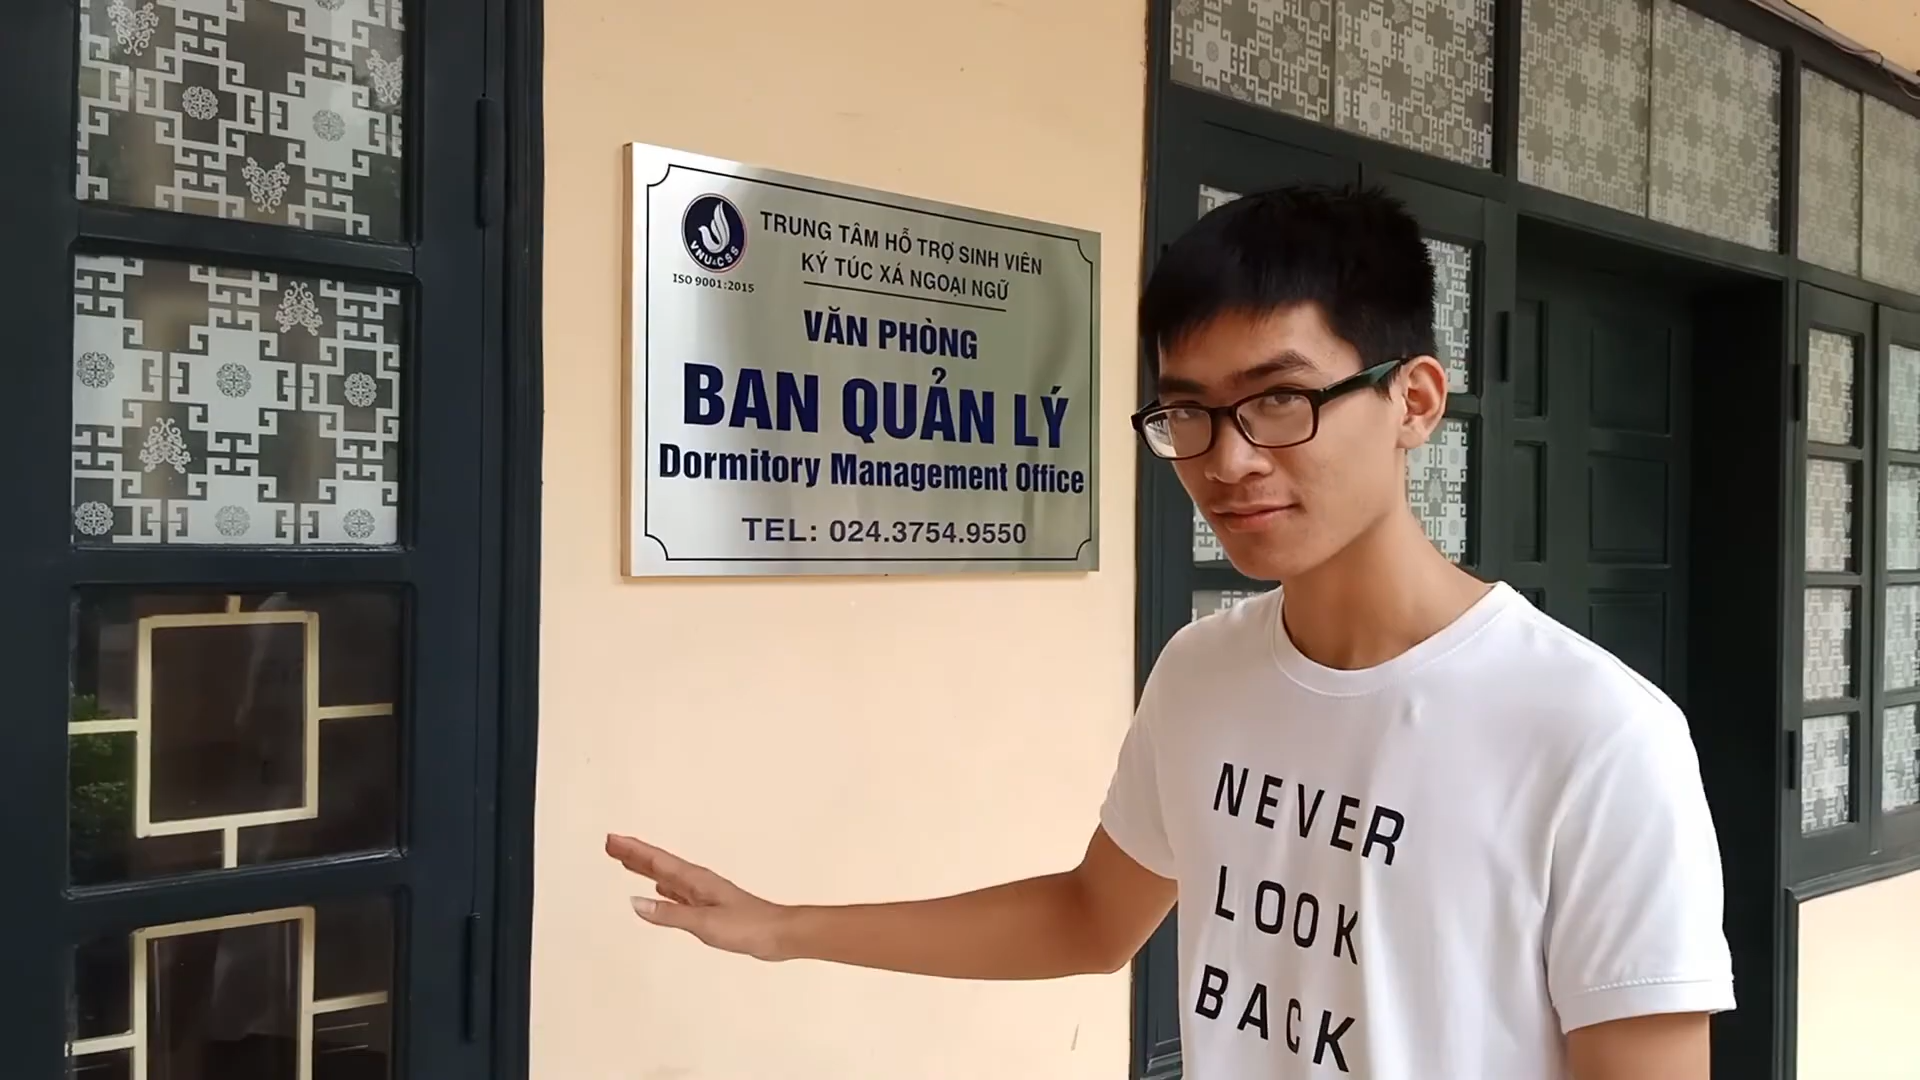 VNU CSS
ISO 9001:2015
TRUNG TÂM HỖ TRỢ SINH VIÊN
KÝ TÚC XÁ NGOẠI NGỮ
VĂN PHÒNG
BAN QUẢN LÝ
Dormitory Management Office
TEL: 024.3754.9550
NEVER
LOOK
BACK